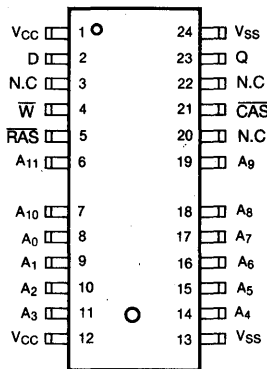 VCC 1 24 VSS
D 2 23 Q
N.C 3 22 N.C
W̅ 4 21 C̅A̅S̅
R̅A̅S̅ 5 20 N.C
A11 6 19 A9
A10 7 18 A8
A0 8 17 A7
A1 9 16 A6
A2 10 15 A5
A3 11 14 A4
VCC 12 13 VSS